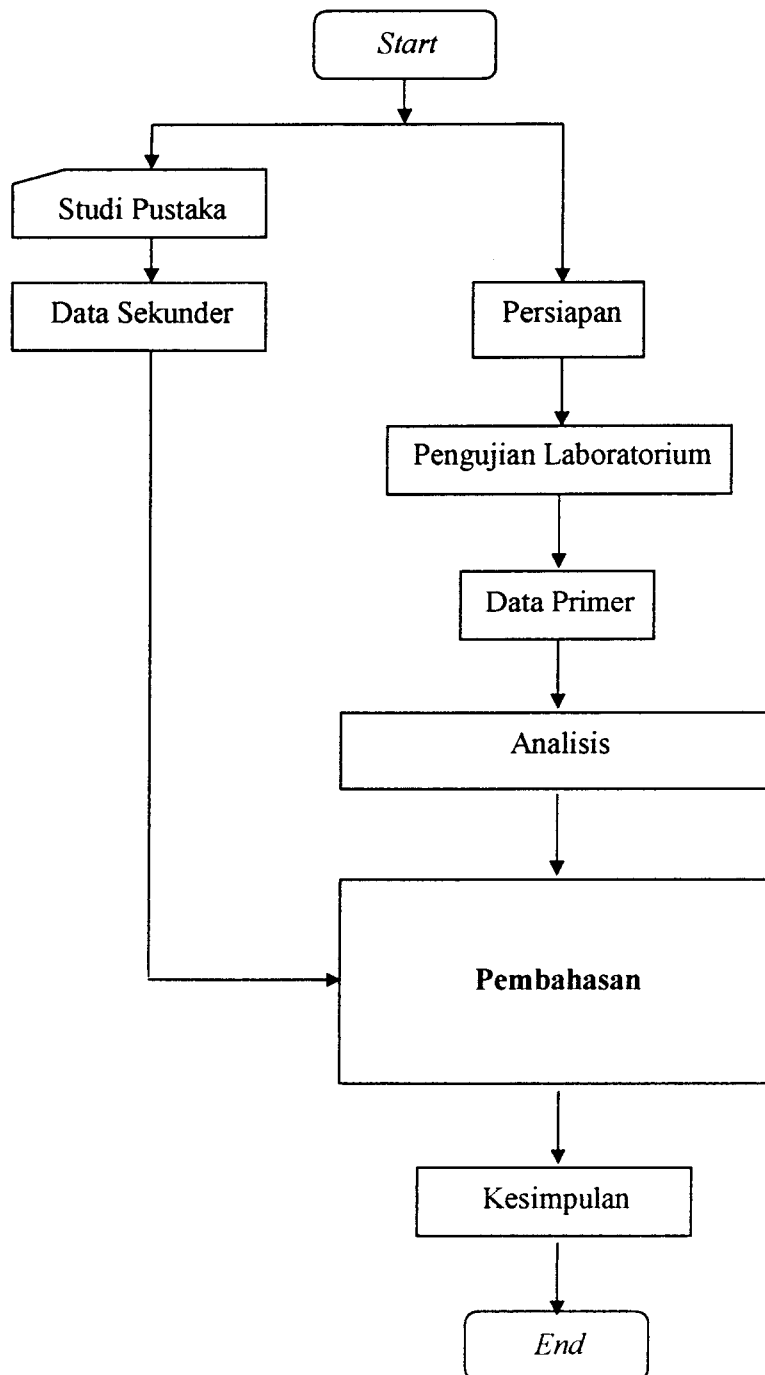 Start
Studi Pustaka
Data Sekunder
Persiapan
Pengujian Laboratorium
Data Primer
Analisis
Pembahasan
Kesimpulan
End